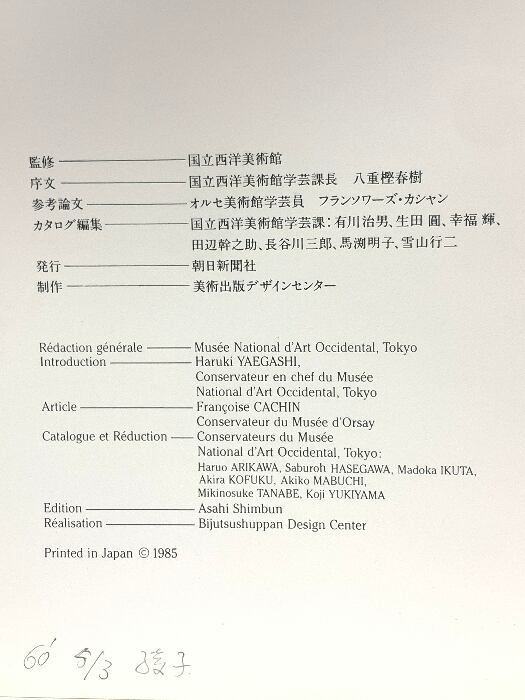 監修 ──────── 国立西洋美術館
序文 ──────── 国立西洋美術館学芸課長　八重樫春樹
参考論文 ────── オルセ美術館学芸員　フランソワーズ・カシャン
カタログ編集 ──── 国立西洋美術館学芸課：有川治男、生田 圓、幸福 輝、
田辺幹之助、長谷川三郎、馬渕明子、雪山行二
発行 ──────── 朝日新聞社
制作 ──────── 美術出版デザインセンター
Rédaction générale ─── Musée National d'Art Occidental, Tokyo
Introduction ────── Haruki YAEGASHI,
Conservateur en chef du Musée
National d'Art Occidental, Tokyo
Article ──────── Françoise CACHIN
Conservateur du Musée d'Orsay
Catalogue et Réduction ── Conservateurs du Musée
National d'Art Occidental, Tokyo:
Haruo ARIKAWA, Saburoh HASEGAWA, Madoka IKUTA,
Akira KOFUKU, Akiko MABUCHI,
Mikinosuke TANABE, Koji YUKIYAMA
Edition ──────── Asahi Shimbun
Réalisation ────── Bijutsushuppan Design Center
Printed in Japan © 1985
60' 5/3